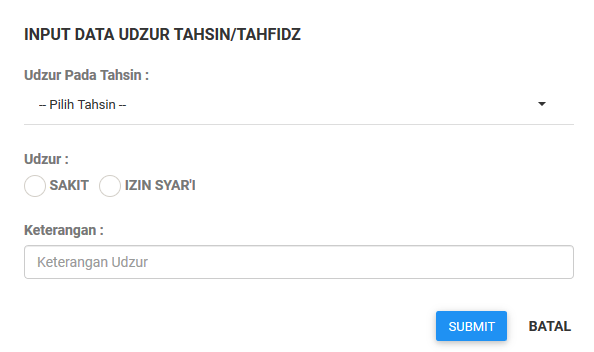 INPUT DATA UDZUR TAHSIN/TAHFIDZ
Udzur Pada Tahsin :
-- Pilih Tahsin --
Udzur :
SAKIT IZIN SYAR'I
Keterangan :
Keterangan Udzur
SUBMIT BATAL